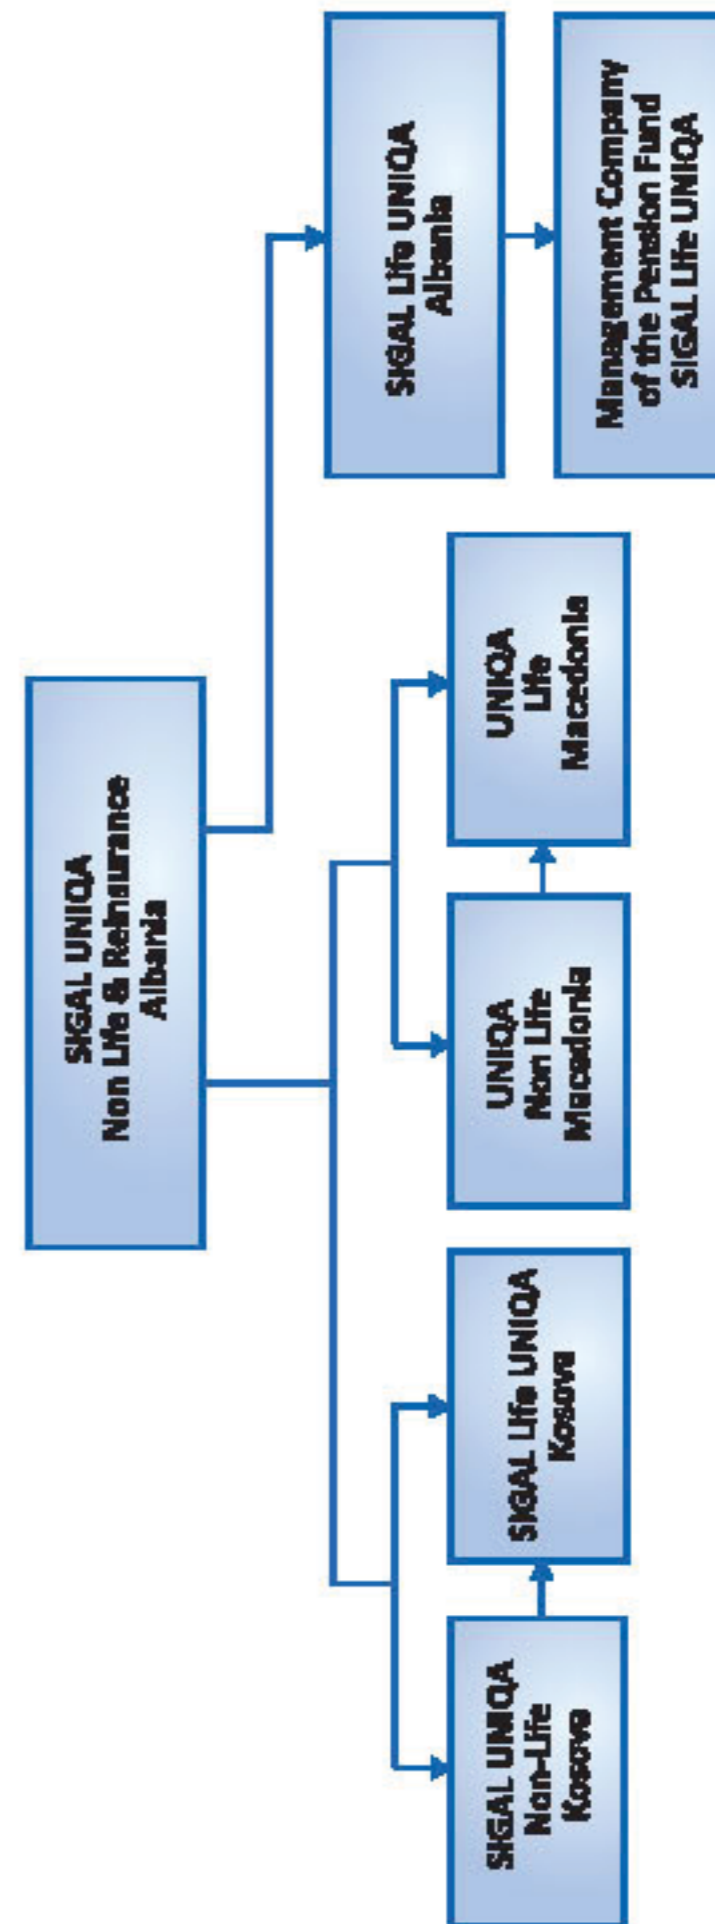 SIGAL UNIQA
Non Life & Reinsurance
Albania
SIGAL UNIQA
Non-Life
Kosova
SIGAL Life UNIQA
Kosova
UNIQA
Non Life
Macedonia
UNIQA
Life
Macedonia
SIGAL Life UNIQA
Albania
Management Company
of the Pension Fund
SIGAL Life UNIQA